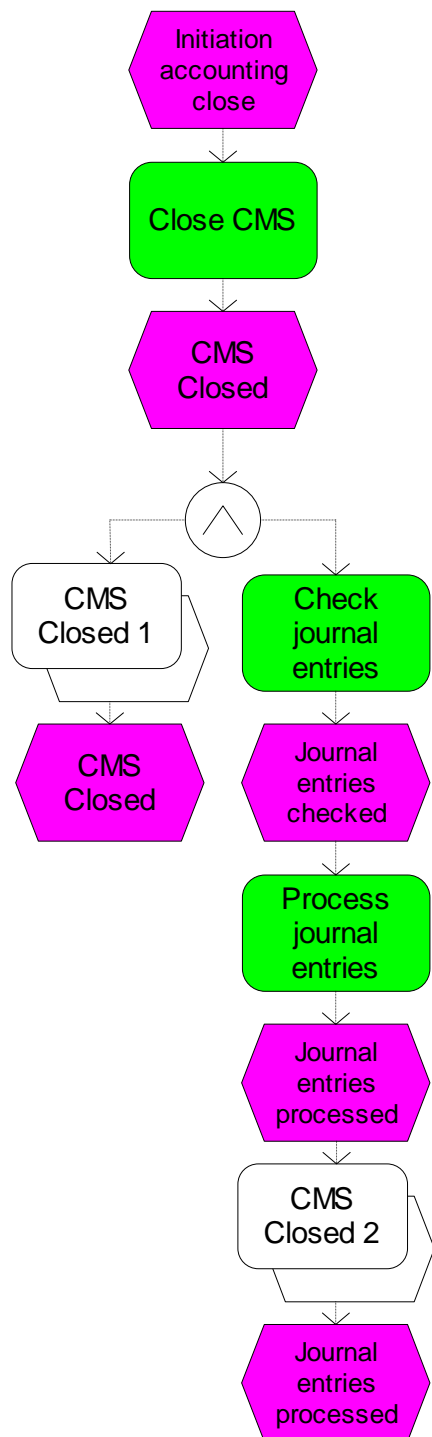 Initiation
accounting
close
Close CMS
CMS
Closed
CMS
Closed 1
CMS
Closed
Check
journal
entries
Journal
entries
checked
Process
journal
entries
Journal
entries
processed
CMS
Closed 2
Journal
entries
processed